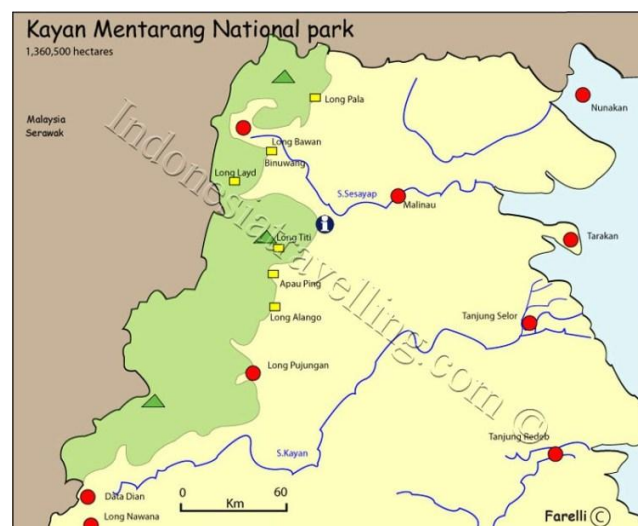 Kayan Mentarang National park
1,360,500 hectares
Malaysia
Serawak
Long Pala
Nunakan
Long Bawan
Binuwang
Long Layd
S.Sesayap
Malinau
Long Titi
Tarakan
Apau Ping
Long Alango
Tanjung Selor
Long Pujungan
Tanjung Redeb
S.Kayan
Data Dian
0 60
Km
Long Nawana
Farelli ©
Indonesiatravelling.com ©